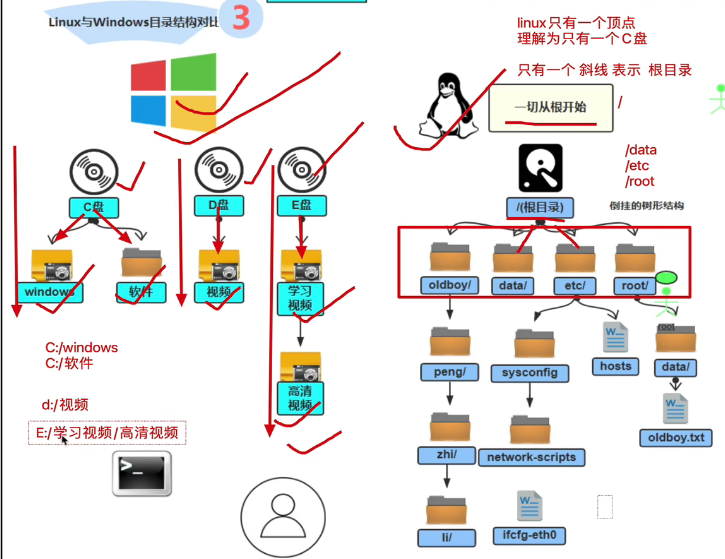 Linux与Windows目录结构对比
3
C盘
D盘
E盘
windows
软件
视频
学习
视频
高清
视频
C:/windows
C:/软件
d:/视频
E:/学习视频/高清视频
>_
linux只有一个顶点
理解为只有一个C盘
只有一个 斜线 表示 根目录
一切从根开始
/
/data
/etc
/root
/(根目录)
倒挂的树形结构
oldboy/
data/
etc/
root/
root
peng/
sysconfig
hosts
data/
zhi/
network-scripts
oldboy.txt
li/
ifcfg-eth0